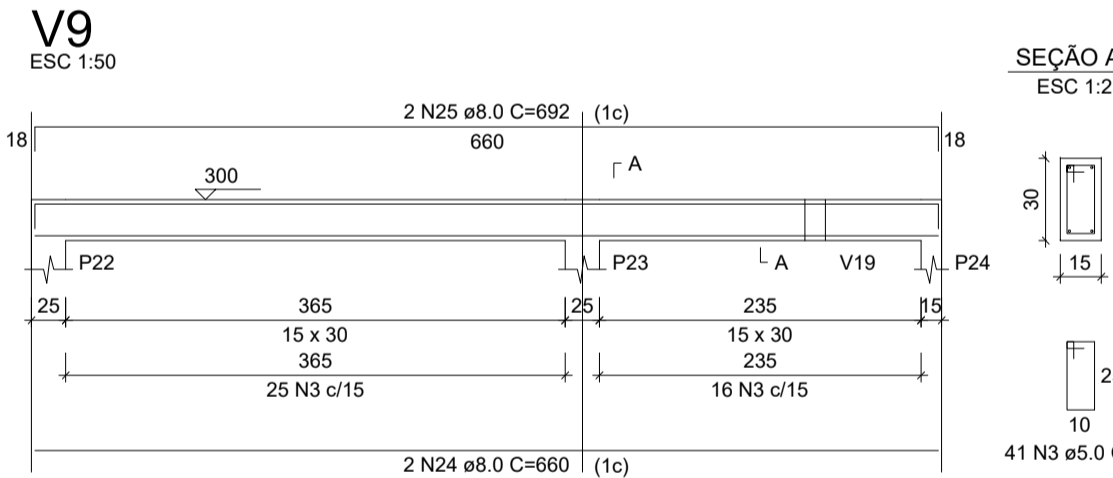 V9
ESC 1:50
SEÇÃO A
ESC 1:2
2 N25 ø8.0 C=692 (1c)
18 660 18
A
300
30
P22 P23 A V19 P24
15
25 365 25 235 15
15 x 30 15 x 30
365 235
25 N3 c/15 16 N3 c/15
2
10
41 N3 ø5.0
2 N24 ø8.0 C=660 (1c)